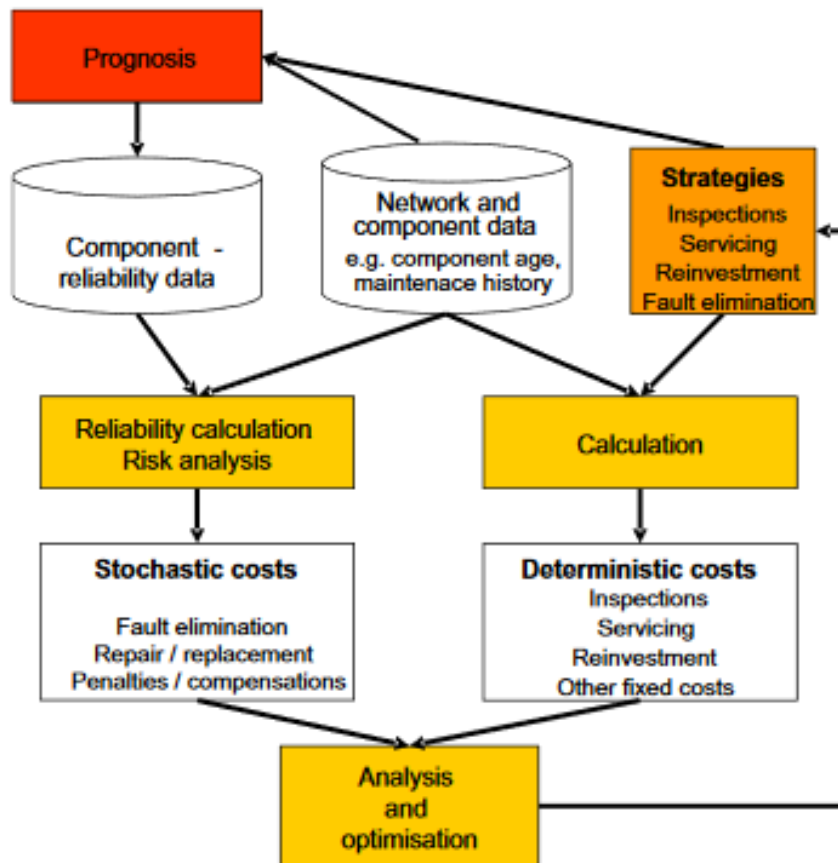 Prognosis
Component -
reliability data
Network and
component data
e.g. component age,
maintenace history
Strategies
Inspections
Servicing
Reinvestment
Fault elimination
Reliability calculation
Risk analysis
Calculation
Stochastic costs
Fault elimination
Repair / replacement
Penalties / compensations
Deterministic costs
Inspections
Servicing
Reinvestment
Other fixed costs
Analysis
and
optimisation